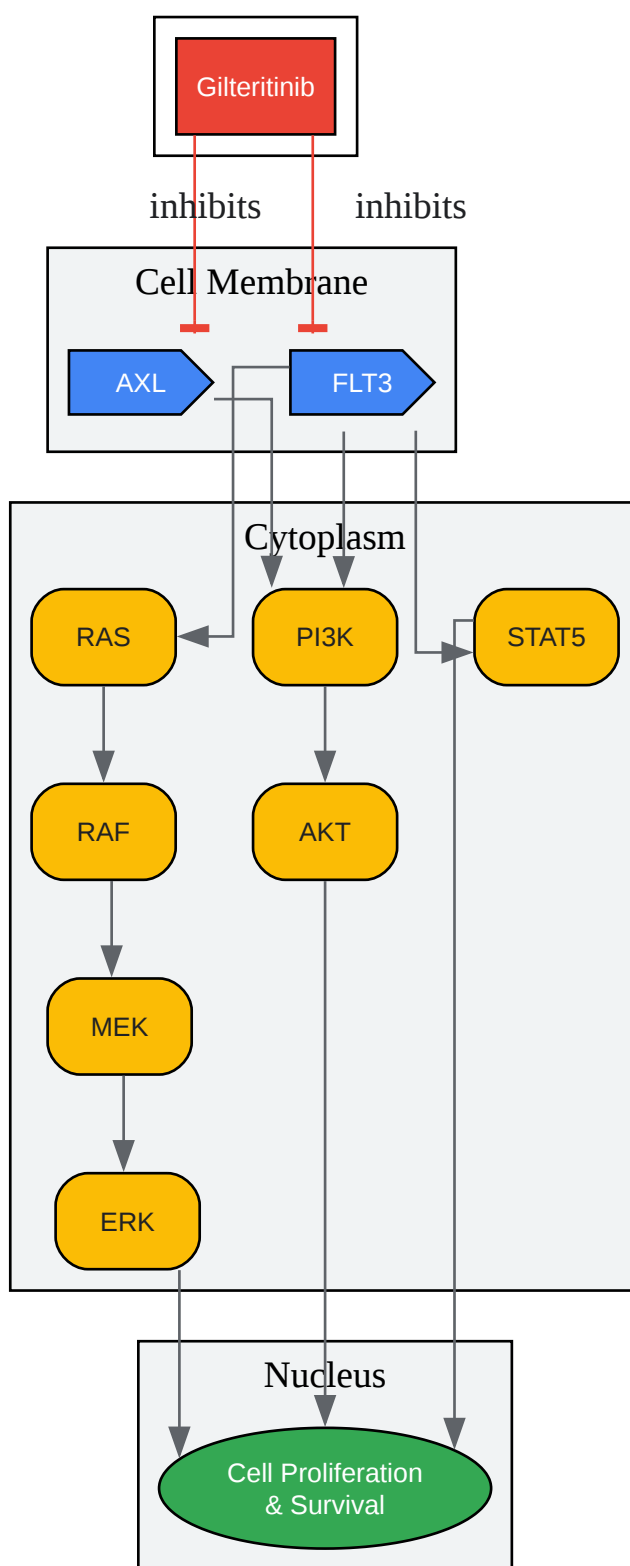 Gilteritinib
inhibits inhibits
Cell Membrane
AXL FLT3
Cytoplasm
RAS PI3K STAT5
RAF AKT
MEK
ERK
Nucleus
Cell Proliferation
& Survival